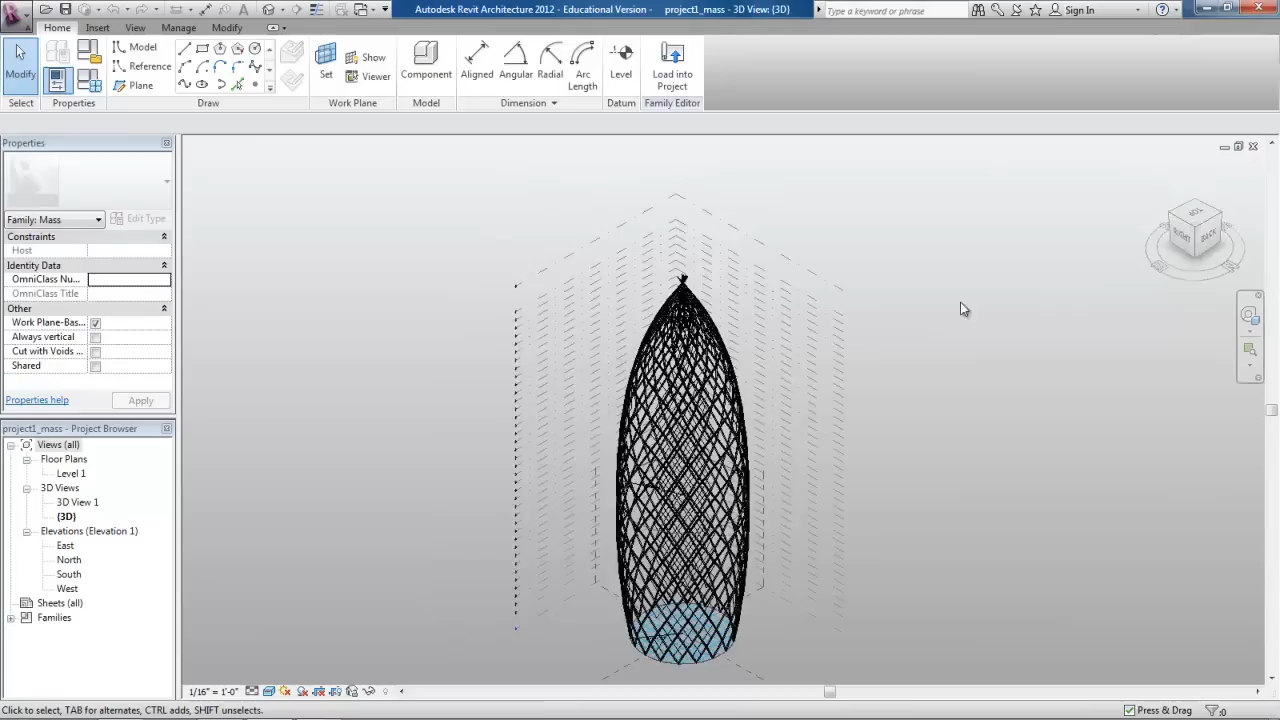 Autodesk Revit Architecture 2012 - Educational Version - project1_mass - 3D View: {3D}
Type a keyword or phrase
Sign In
Home Insert View Manage Modify
Modify
Model
Reference
Plane
Set
Show
Viewer
Component
Aligned Angular Radial Arc Length
Level
Load into Project
Select Properties Draw Work Plane Model Dimension Datum Family Editor
Properties
Family: Mass
Edit Type
Constraints
Host
Identity Data
OmniClass Nu...
OmniClass Title
Other
Work Plane-Bas...
Always vertical
Cut with Voids ...
Shared
Properties help
Apply
project1_mass - Project Browser
Views (all)
Floor Plans
Level 1
3D Views
3D View 1
{3D}
Elevations (Elevation 1)
East
North
South
West
Sheets (all)
Families
TOP
RIGHT
BACK
1/16" = 1'-0"
Click to select, TAB for alternates, CTRL adds, SHIFT unselects.
Press & Drag
:0